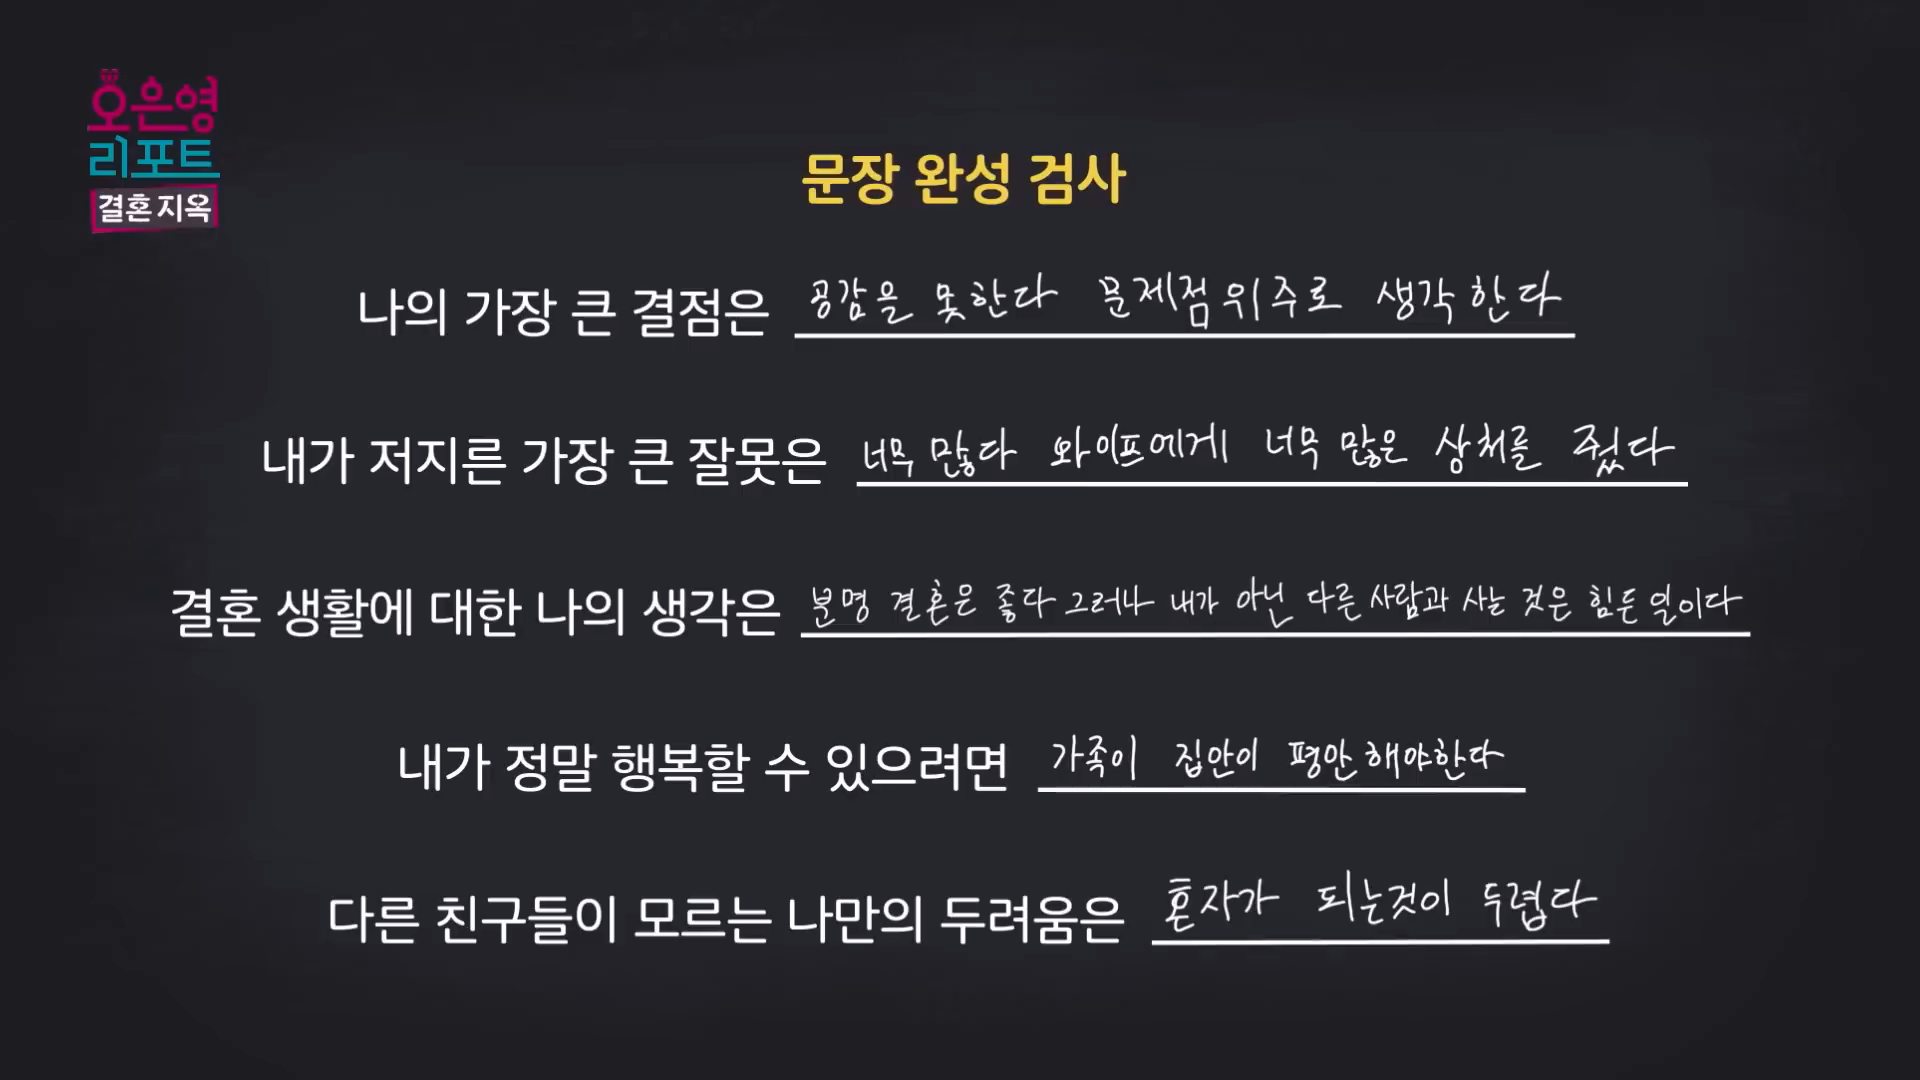 오은영
리포트
결혼 지옥
문장 완성 검사
나의 가장 큰 결점은 공감을 못한다 문제점위주로 생각한다
내가 저지른 가장 큰 잘못은 너무 많다 와이프에게 너무 많은 상처를 줬다
결혼 생활에 대한 나의 생각은 분명 결혼은 좋다 그러나 내가 아닌 다른 사람과 사는 것은 힘든 일이다
내가 정말 행복할 수 있으려면 가족이 집안이 평안해야한다
다른 친구들이 모르는 나만의 두려움은 혼자가 되는것이 두렵다